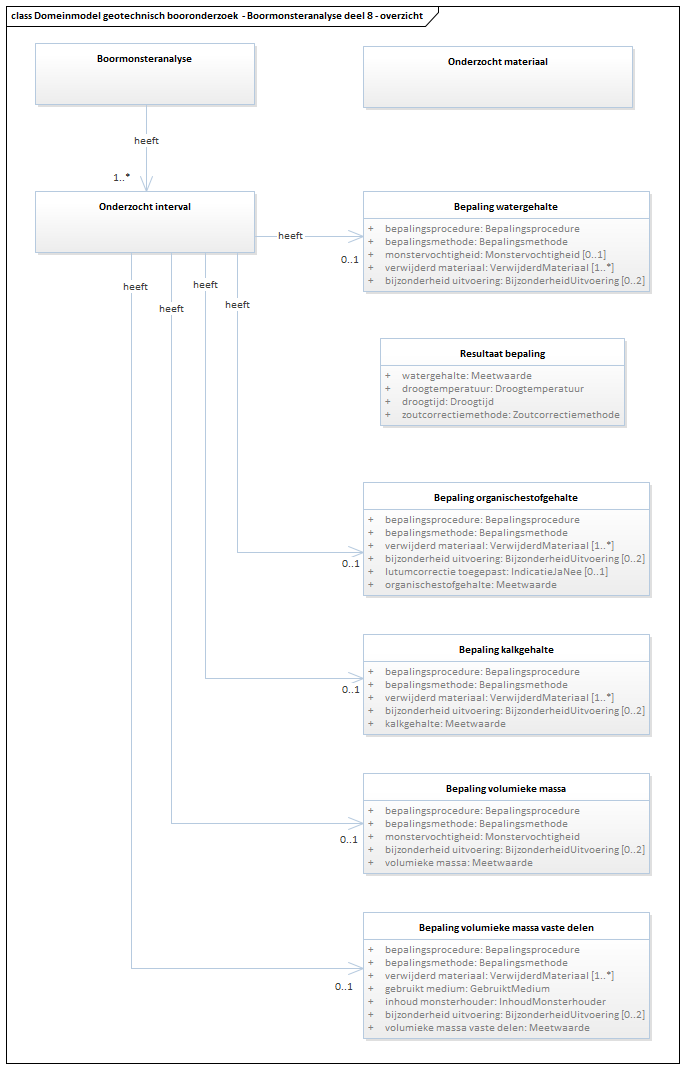 class Domeinmodel geotechnisch booronderzoek - Boormonsteranalyse deel 8 - overzicht
Boormonsteranalyse
Onderzocht materiaal
heeft
1..*
Onderzocht interval
heeft
0..1
Bepaling watergehalte
+ bepalingsprocedure: Bepalingsprocedure
+ bepalingsmethode: Bepalingsmethode
+ monstervochtigheid: Monstervochtigheid [0..1]
+ verwijderd materiaal: VerwijderdMateriaal [1..*]
+ bijzonderheid uitvoering: BijzonderheidUitvoering [0..2]
heeft
heeft
heeft
heeft
Resultaat bepaling
+ watergehalte: Meetwaarde
+ droogtemperatuur: Droogtemperatuur
+ droogtijd: Droogtijd
+ zoutcorrectiemethode: Zoutcorrectiemethode
Bepaling organischestofgehalte
+ bepalingsprocedure: Bepalingsprocedure
+ bepalingsmethode: Bepalingsmethode
+ verwijderd materiaal: VerwijderdMateriaal [1..*]
+ bijzonderheid uitvoering: BijzonderheidUitvoering [0..2]
+ lutumcorrectie toegepast: IndicatieJaNee [0..1]
+ organischestofgehalte: Meetwaarde
0..1
Bepaling kalkgehalte
+ bepalingsprocedure: Bepalingsprocedure
+ bepalingsmethode: Bepalingsmethode
+ verwijderd materiaal: VerwijderdMateriaal [1..*]
+ bijzonderheid uitvoering: BijzonderheidUitvoering [0..2]
+ kalkgehalte: Meetwaarde
0..1
Bepaling volumieke massa
+ bepalingsprocedure: Bepalingsprocedure
+ bepalingsmethode: Bepalingsmethode
+ monstervochtigheid: Monstervochtigheid
+ bijzonderheid uitvoering: BijzonderheidUitvoering [0..2]
+ volumieke massa: Meetwaarde
0..1
Bepaling volumieke massa vaste delen
+ bepalingsprocedure: Bepalingsprocedure
+ bepalingsmethode: Bepalingsmethode
+ verwijderd materiaal: VerwijderdMateriaal [1..*]
+ gebruikt medium: GebruiktMedium
+ inhoud monsterhouder: InhoudMonsterhouder
+ bijzonderheid uitvoering: BijzonderheidUitvoering [0..2]
+ volumieke massa vaste delen: Meetwaarde
0..1